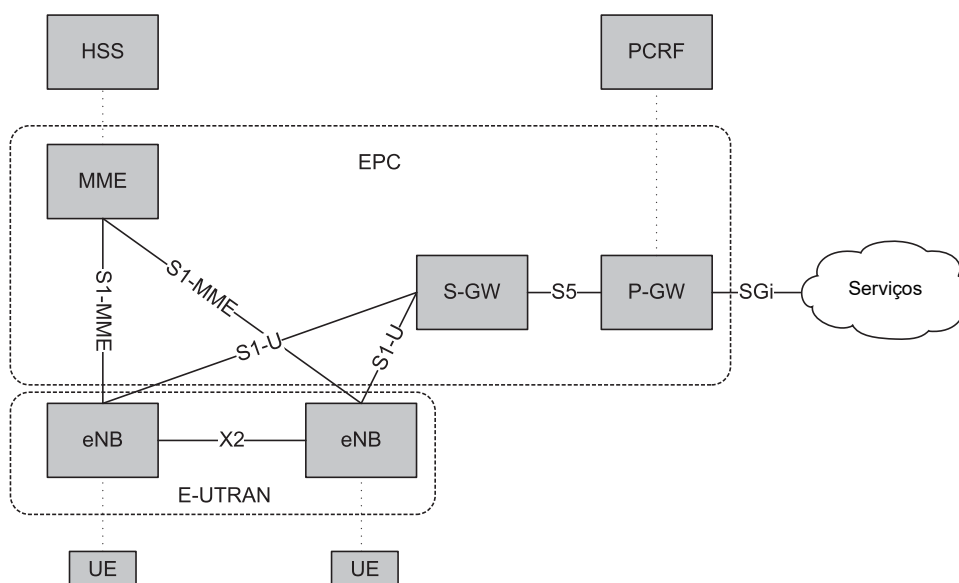 HSS
PCRF
EPC
MME
S1-MME
S1-MME
S-GW
S5
P-GW
SGi
Serviços
S1-U
S1-U
eNB
X2
eNB
E-UTRAN
UE
UE